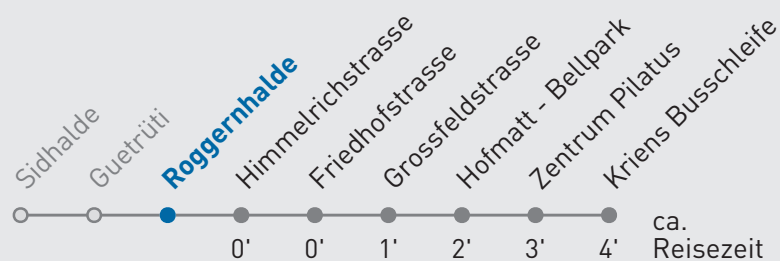 Sidhalde
Guetrüti
Roggernhalde
Himmelrichstrasse
Friedhofstrasse
Grossfeldstrasse
Hofmatt - Bellpark
Zentrum Pilatus
Kriens Busschleife
ca.
0' 0' 1' 2' 3' 4' Reisezeit